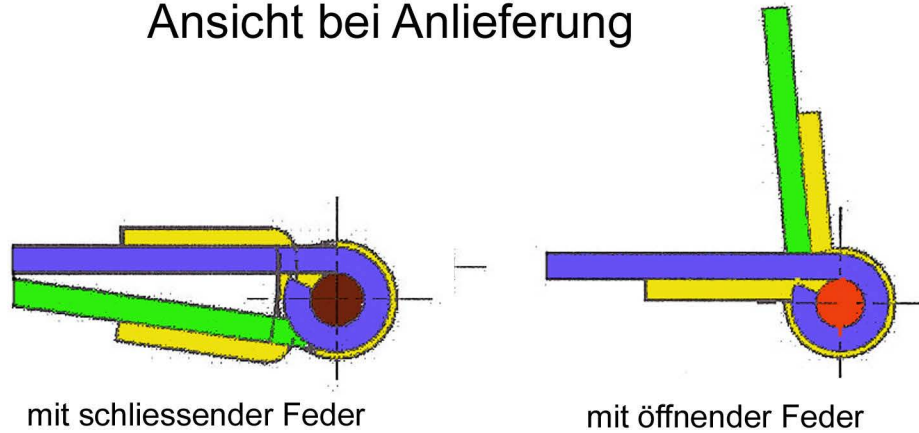 Ansicht bei Anlieferung
mit schliessender Feder
mit öffnender Feder